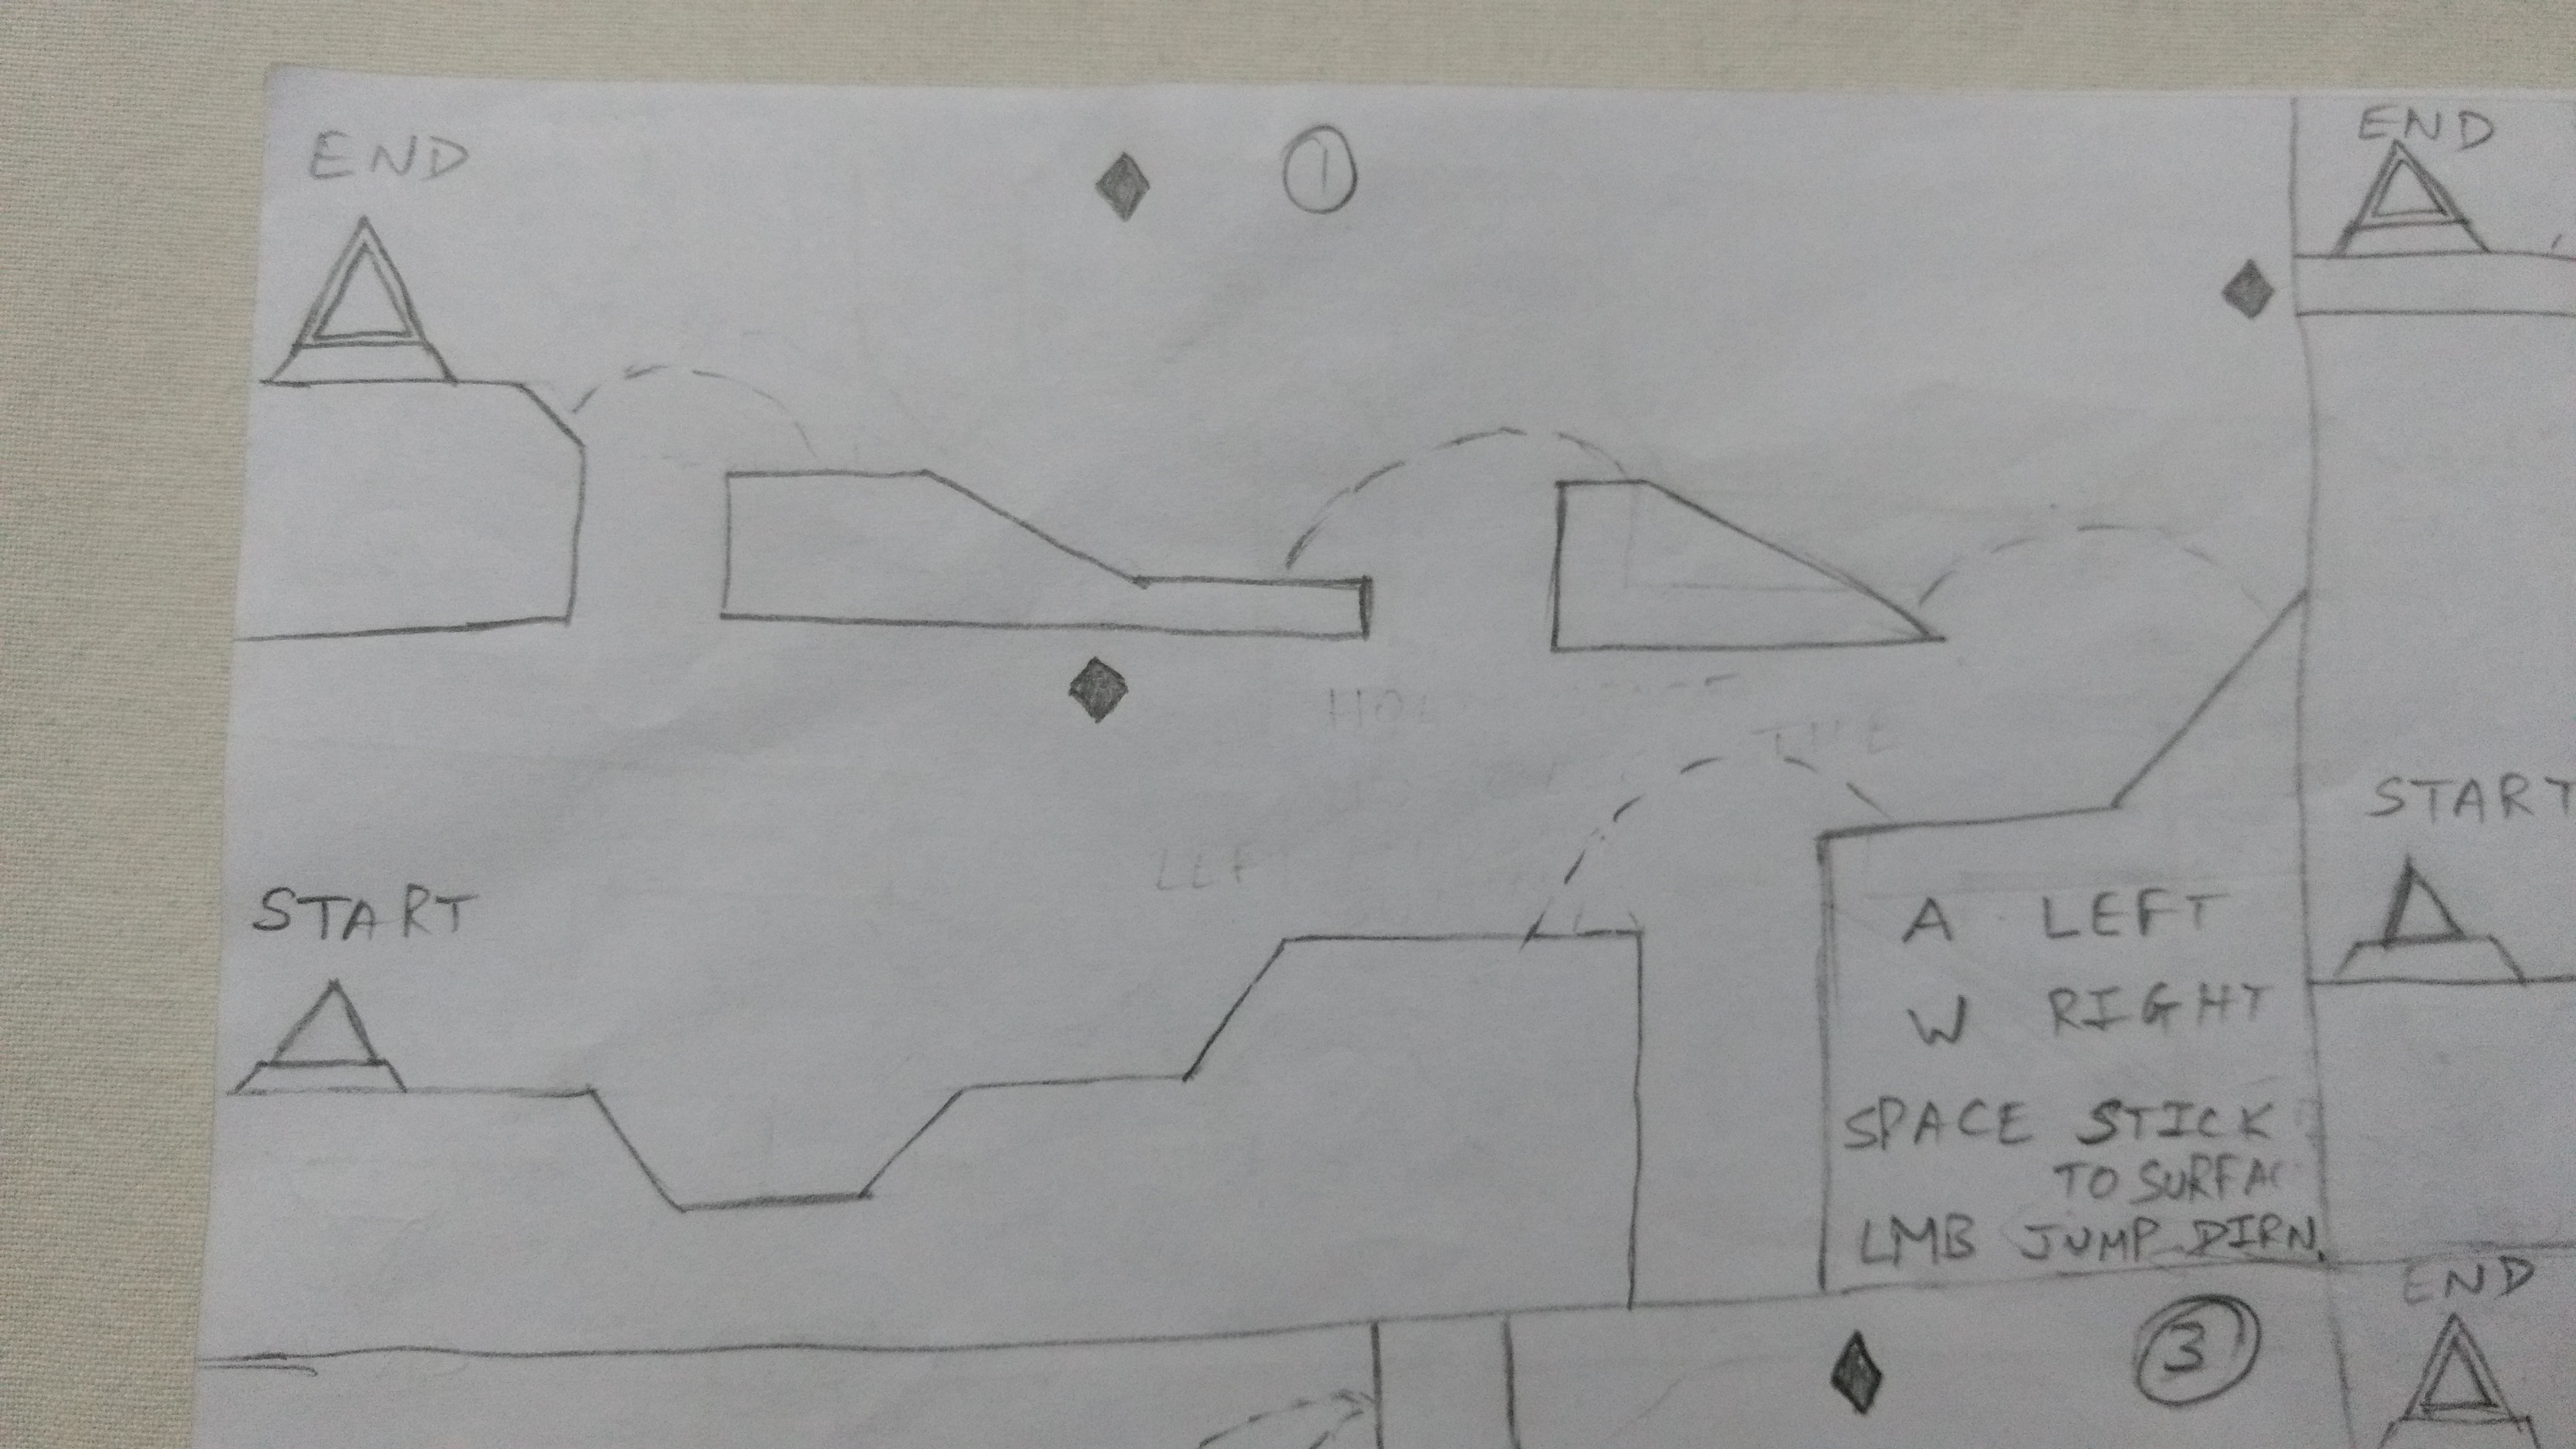 END
①
END
START
START
A LEFT
W RIGHT
SPACE STICK
TO SURFAC
LMB JUMP DIRN.
END
③